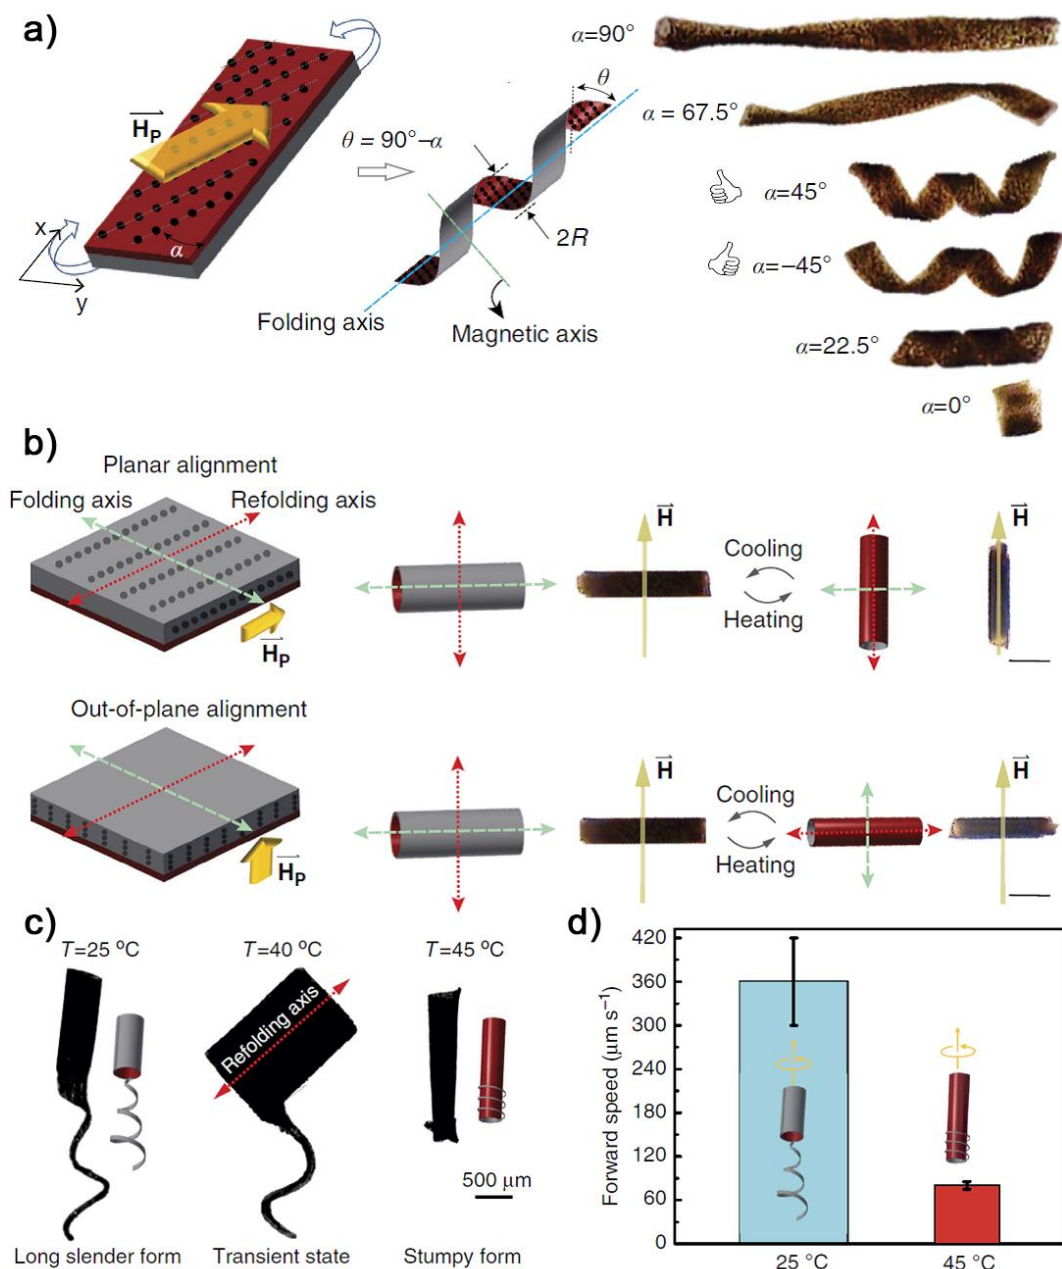 a)
H_P
α
x
y
θ = 90°–α
θ
2R
Folding axis
Magnetic axis
α=90°
α = 67.5°
α=45°
α=−45°
α=22.5°
α=0°
b)
Planar alignment
Folding axis
Refolding axis
H_P
H
Cooling
Heating
H
Out-of-plane alignment
H_P
H
Cooling
Heating
H
c)
T=25 ºC
T=40 ºC
T=45 ºC
Refolding axis
500 µm
Long slender form
Transient state
Stumpy form
d)
Forward speed (µm s⁻¹)
420
360
300
240
180
120
60
0
25 °C
45 °C